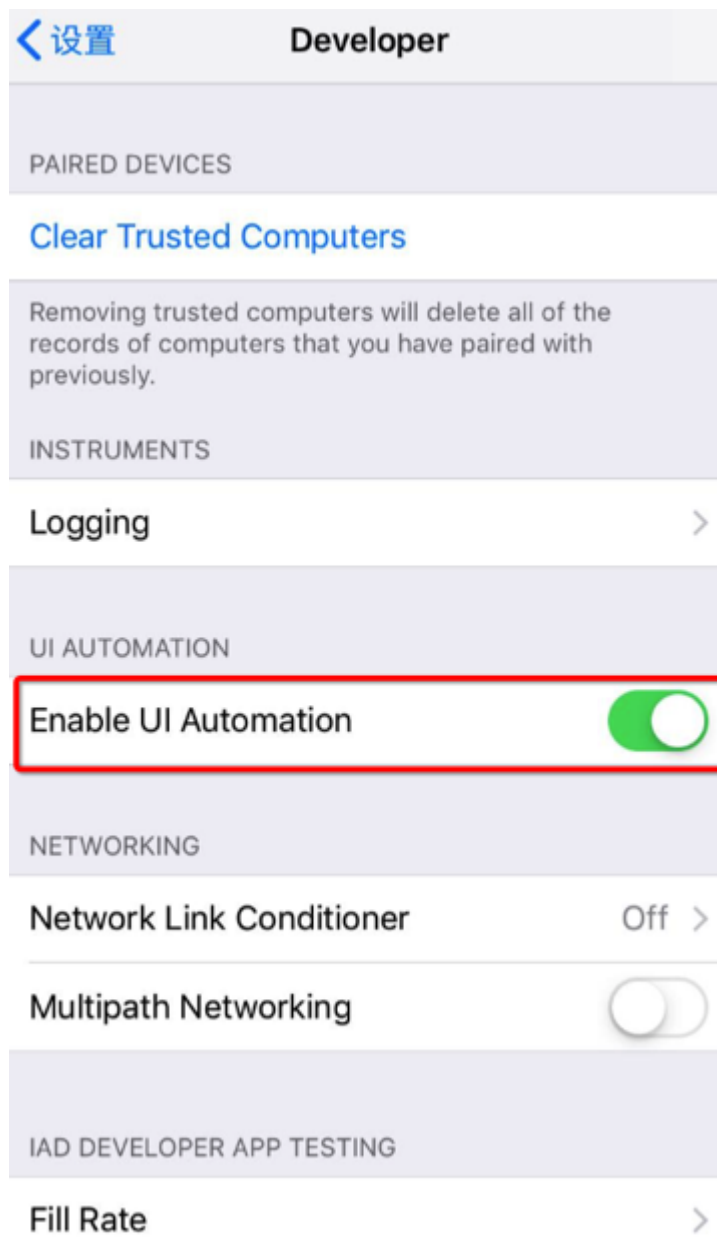 设置
Developer
PAIRED DEVICES
Clear Trusted Computers
Removing trusted computers will delete all of the
records of computers that you have paired with
previously.
INSTRUMENTS
Logging
UI AUTOMATION
Enable UI Automation
NETWORKING
Network Link Conditioner Off
Multipath Networking
IAD DEVELOPER APP TESTING
Fill Rate